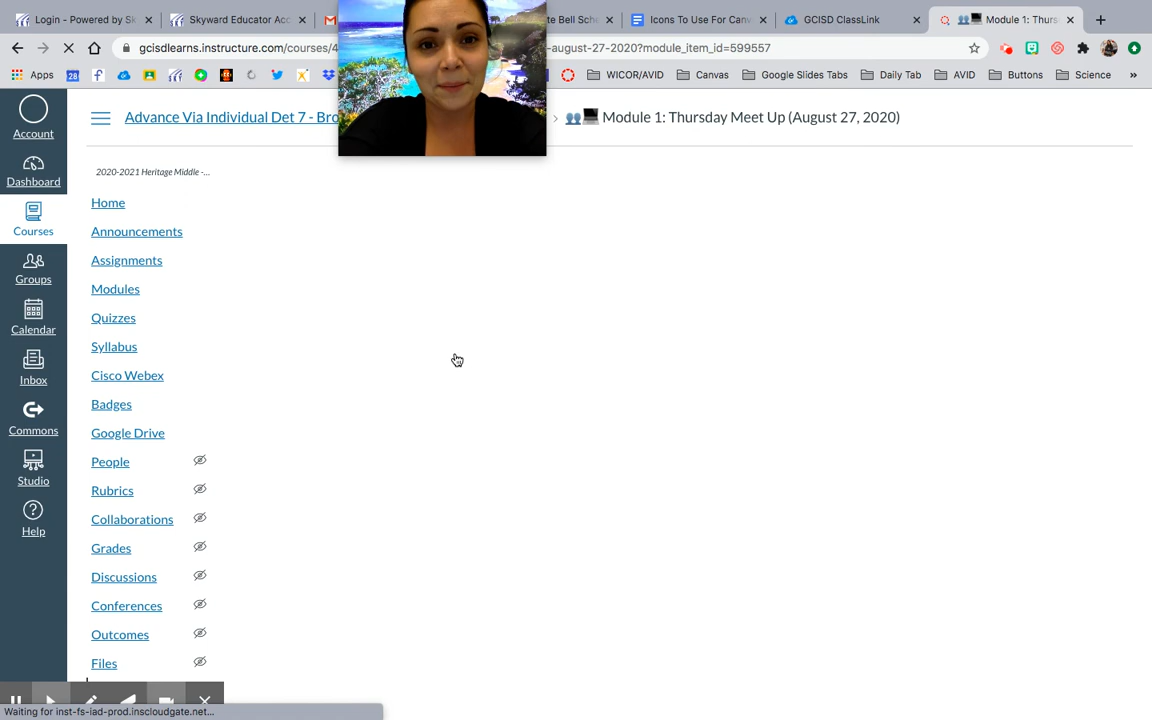 Login - Powered by Sk
Skyward Educator Acc
te Bell Sche
Icons To Use For Canv
GCISD ClassLink
Module 1: Thurs
gcisdlearns.instructure.com/courses/4
-august-27-2020?module_item_id=599557
Apps
WICOR/AVID
Canvas
Google Slides Tabs
Daily Tab
AVID
Buttons
Science
»
Account
Dashboard
Courses
Groups
Calendar
Inbox
Commons
Studio
Help
Advance Via Individual Det 7 - Bro
› Module 1: Thursday Meet Up (August 27, 2020)
2020-2021 Heritage Middle -...
Home
Announcements
Assignments
Modules
Quizzes
Syllabus
Cisco Webex
Badges
Google Drive
People
Rubrics
Collaborations
Grades
Discussions
Conferences
Outcomes
Files
Waiting for inst-fs-iad-prod.inscloudgate.net...